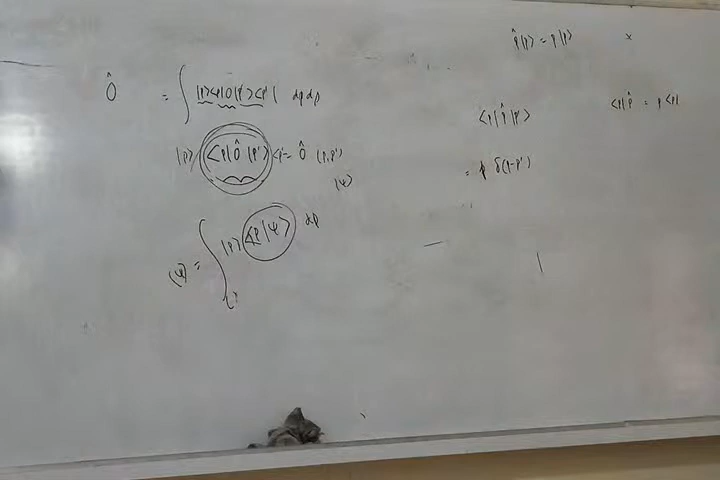 p̂|p> = p|p>
Ô = ∫ |p><p|Ô|p'><p'| dp dp'
<p|p̂|p'>
<p|p̂ = p<p|
|p> <p|Ô|p'> <p' = Ô (p,p')
= p δ(p-p')
|ψ>
|ψ> = ∫ |p> <p|ψ> dp